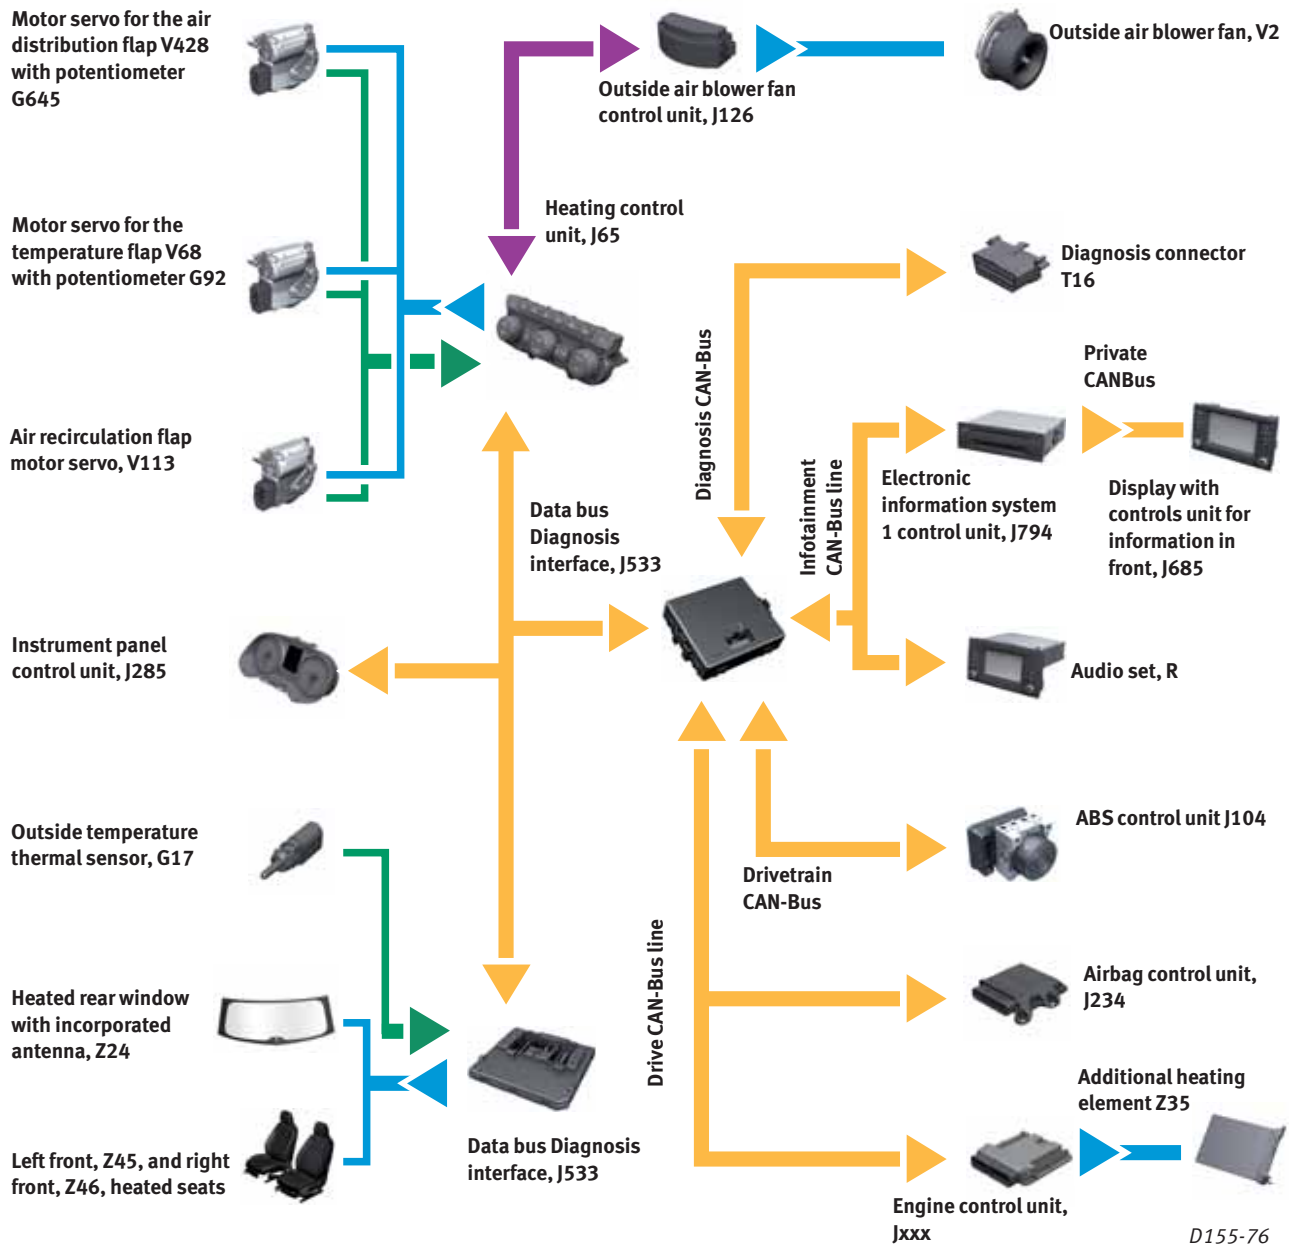 Motor servo for the air
distribution flap V428
with potentiometer
G645
Outside air blower fan
control unit, J126
Outside air blower fan, V2
Motor servo for the
temperature flap V68
with potentiometer G92
Heating control
unit, J65
Diagnosis connector
T16
Diagnosis CAN-Bus
Private
CANBus
Air recirculation flap
motor servo, V113
Data bus
Diagnosis
interface, J533
Infotainment
CAN-Bus line
Electronic
information system
1 control unit, J794
Display with
controls unit for
information in
front, J685
Instrument panel
control unit, J285
Audio set, R
Outside temperature
thermal sensor, G17
ABS control unit J104
Drivetrain
CAN-Bus
Drive CAN-Bus line
Heated rear window
with incorporated
antenna, Z24
Airbag control unit,
J234
Additional heating
element Z35
Left front, Z45, and right
front, Z46, heated seats
Data bus Diagnosis
interface, J533
Engine control unit,
Jxxx
D155-76